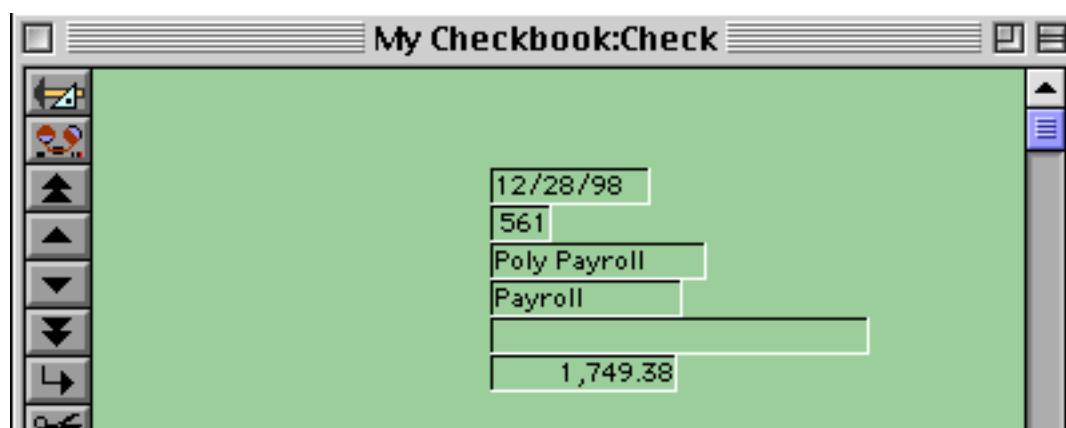 My Checkbook:Check
12/28/98
561
Poly Payroll
Payroll
1,749.38